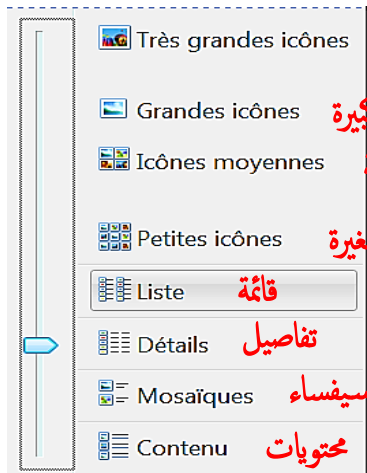 Très grandes icônes
Grandes icônes
Icônes moyennes
Petites icônes
Liste قائمة
Détails تفاصيل
Mosaïques
Contenu محتويات